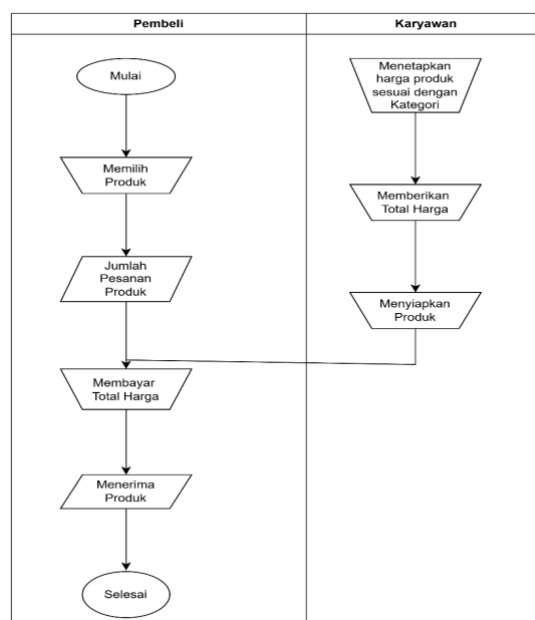 Pembeli
Karyawan
Mulai
Memilih
Produk
Jumlah
Pesanan
Produk
Membayar
Total Harga
Menerima
Produk
Selesai
Menetapkan
harga produk
sesuai dengan
Kategori
Memberikan
Total Harga
Menyiapkan
Produk